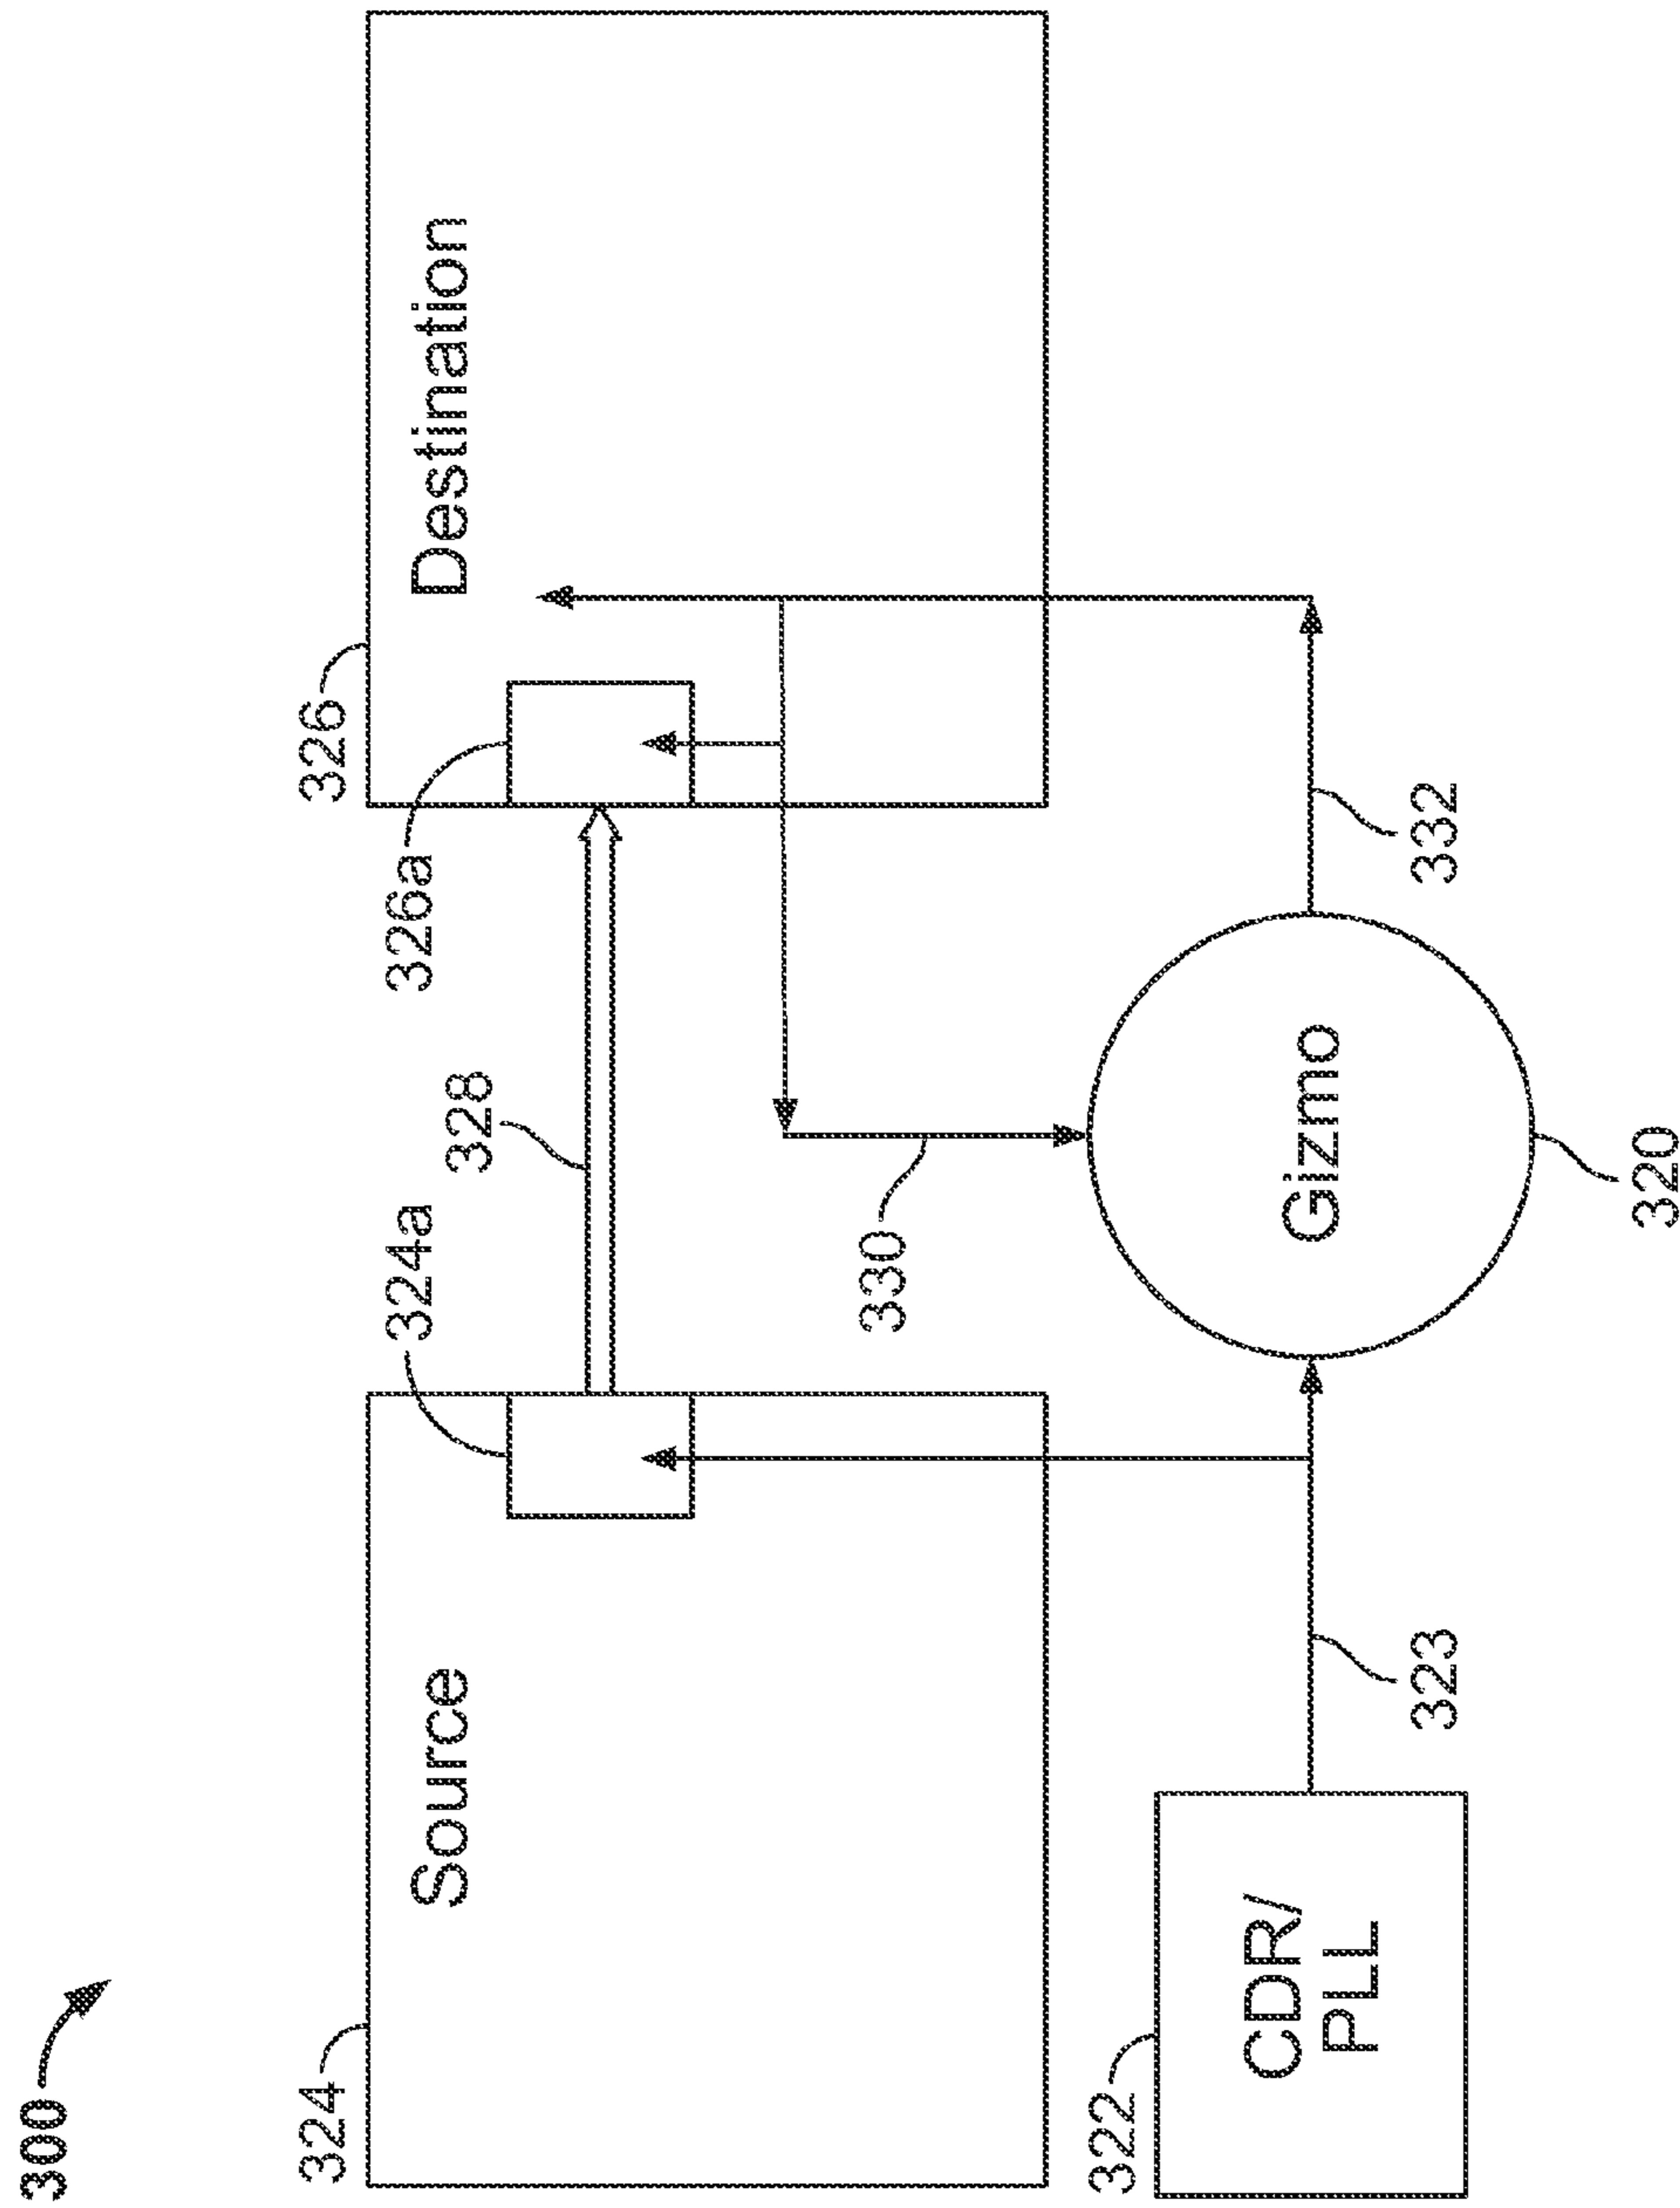 300
324
Source
324a
328
326a
326
Destination
330
322
CDR/
PLL
323
Gizmo
320
332